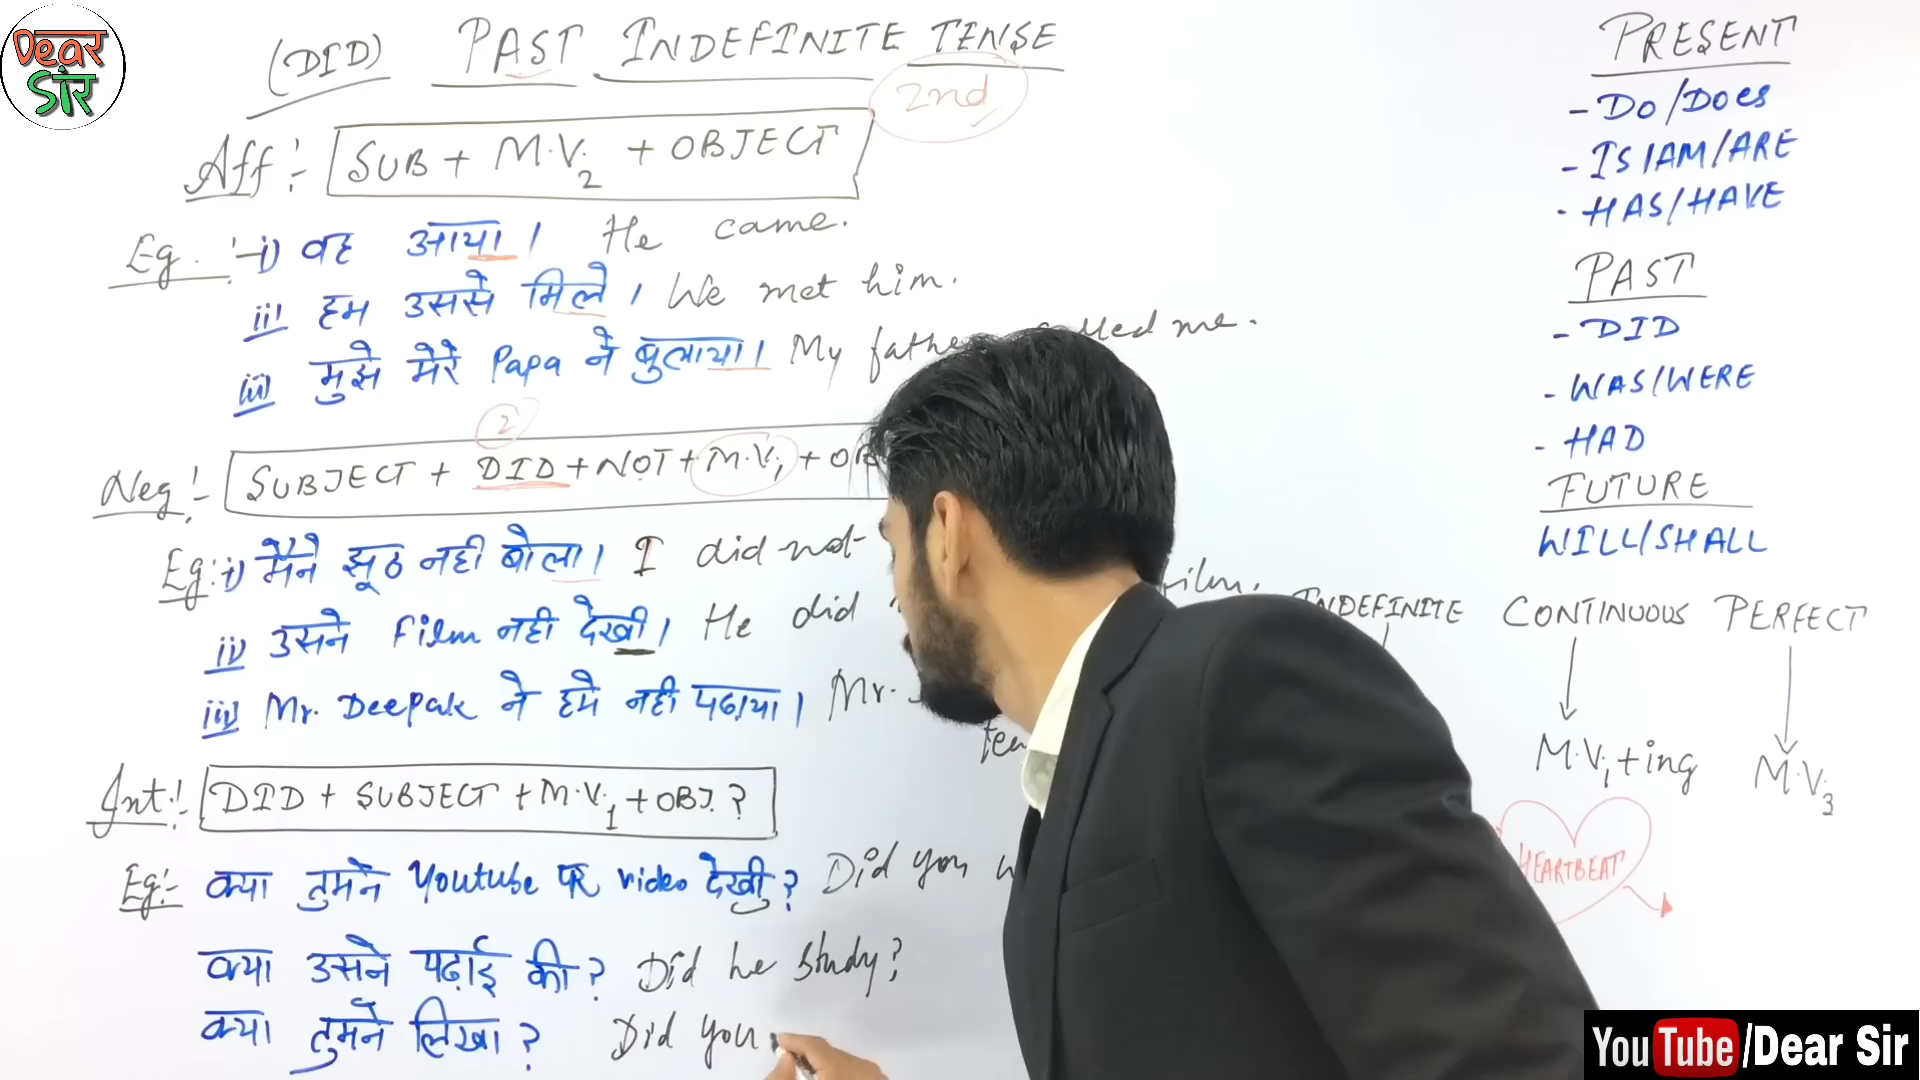 Dear सर
(DID) PAST INDEFINITE TENSE
2nd
Aff:- SUB + M.V.2 + OBJECT
Eg. :- i) वह आया। He came.
ii) हम उससे मिले। We met him.
iii) मुझे मेरे Papa ने बुलाया। My father called me.
2
Neg:- SUBJECT + DID + NOT + M.V.1 + OB
Eg:- i) मैंने झूठ नही बोला। I did not
ii) उसने Film नही देखी। He did film.
iii) Mr. Deepak ने हमे नही पढाया। Mr.
Int:- DID + SUBJECT + M.V.1 + OBJ. ?
Eg:- क्या तुमने Youtube पर video देखी? Did you
क्या उसने पढ़ाई की? Did he study?
क्या तुमने लिखा? Did you
PRESENT
- DO/DOES
- IS/AM/ARE
- HAS/HAVE
PAST
- DID
- WAS/WERE
- HAD
FUTURE
WILL/SHALL
INDEFINITE CONTINUOUS PERFECT
M.V.1+ing M.V.3
HEARTBEAT
YouTube/Dear Sir